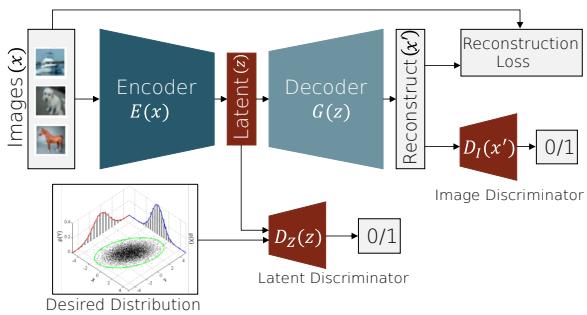 Images (x)
Encoder
E(x)
Latent (z)
Decoder
G(z)
Reconstruct (x')
Reconstruction
Loss
D_I(x')
0/1
Image Discriminator
D_Z(z)
0/1
Latent Discriminator
Desired Distribution